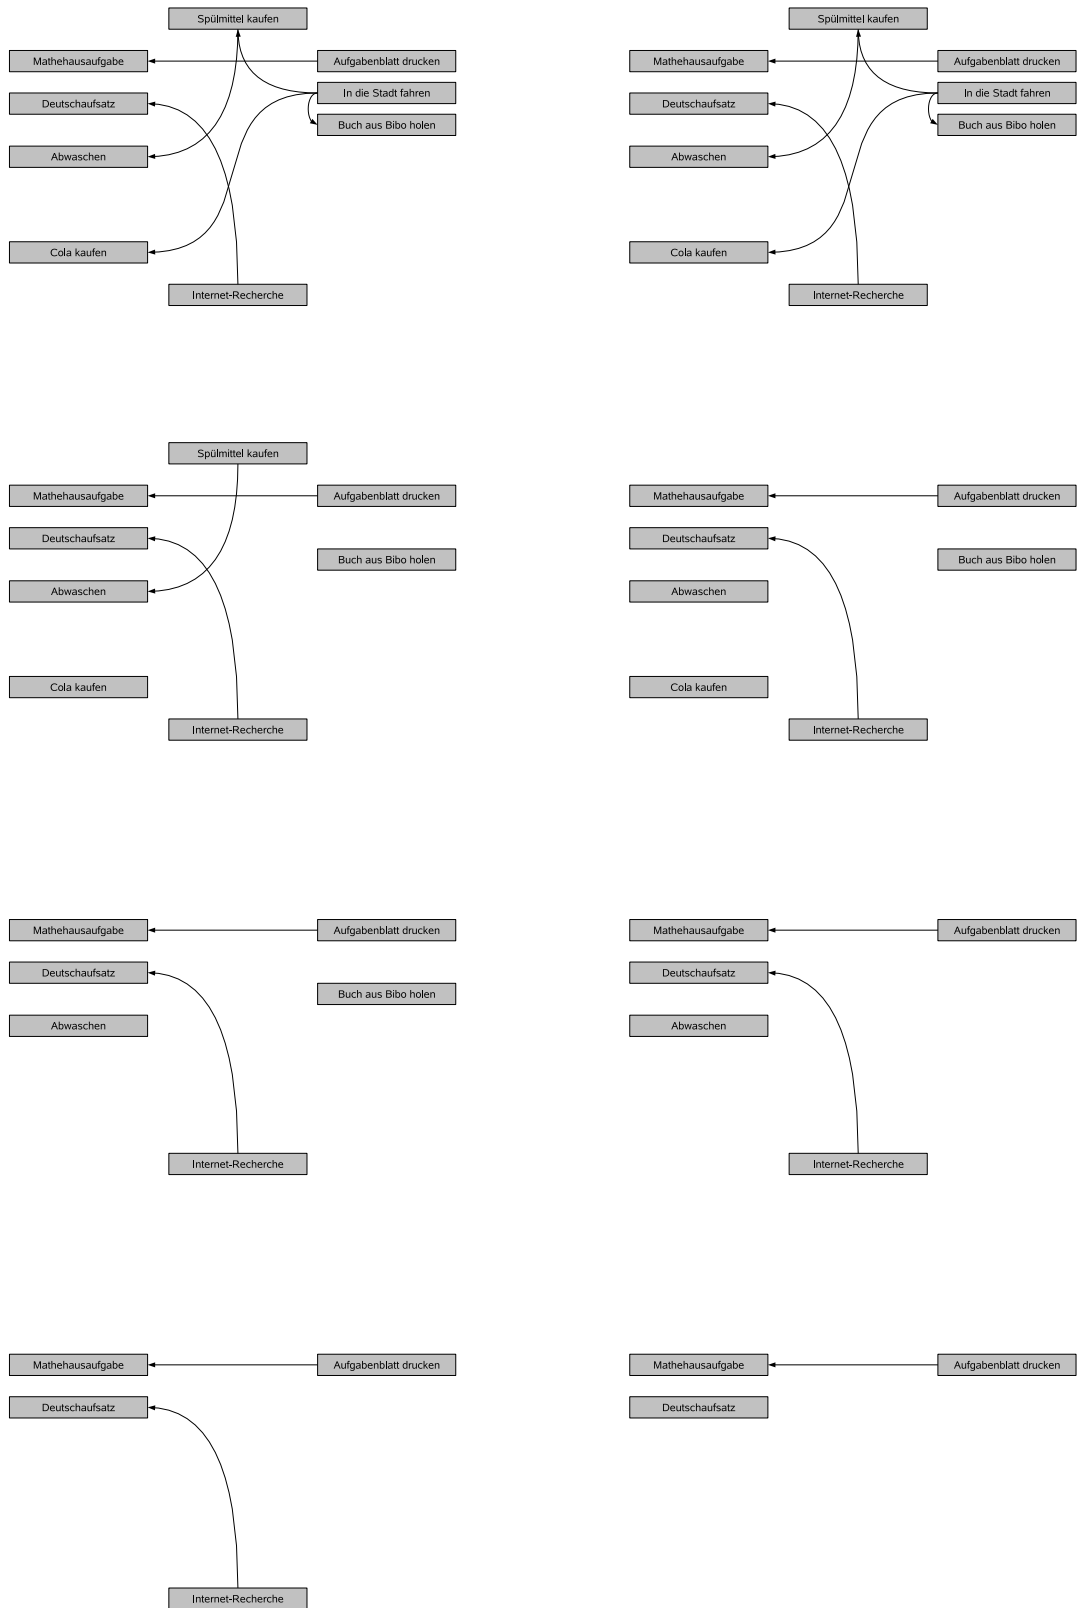 Spülmittel kaufen
Mathehausaufgabe
Aufgabenblatt drucken
In die Stadt fahren
Deutschaufsatz
Buch aus Bibo holen
Abwaschen
Cola kaufen
Internet-Recherche
Spülmittel kaufen
Mathehausaufgabe
Aufgabenblatt drucken
In die Stadt fahren
Deutschaufsatz
Buch aus Bibo holen
Abwaschen
Cola kaufen
Internet-Recherche
Spülmittel kaufen
Mathehausaufgabe
Aufgabenblatt drucken
Deutschaufsatz
Buch aus Bibo holen
Abwaschen
Cola kaufen
Internet-Recherche
Mathehausaufgabe
Aufgabenblatt drucken
Deutschaufsatz
Buch aus Bibo holen
Abwaschen
Cola kaufen
Internet-Recherche
Mathehausaufgabe
Aufgabenblatt drucken
Deutschaufsatz
Buch aus Bibo holen
Abwaschen
Internet-Recherche
Mathehausaufgabe
Aufgabenblatt drucken
Deutschaufsatz
Abwaschen
Internet-Recherche
Mathehausaufgabe
Aufgabenblatt drucken
Deutschaufsatz
Internet-Recherche
Mathehausaufgabe
Aufgabenblatt drucken
Deutschaufsatz